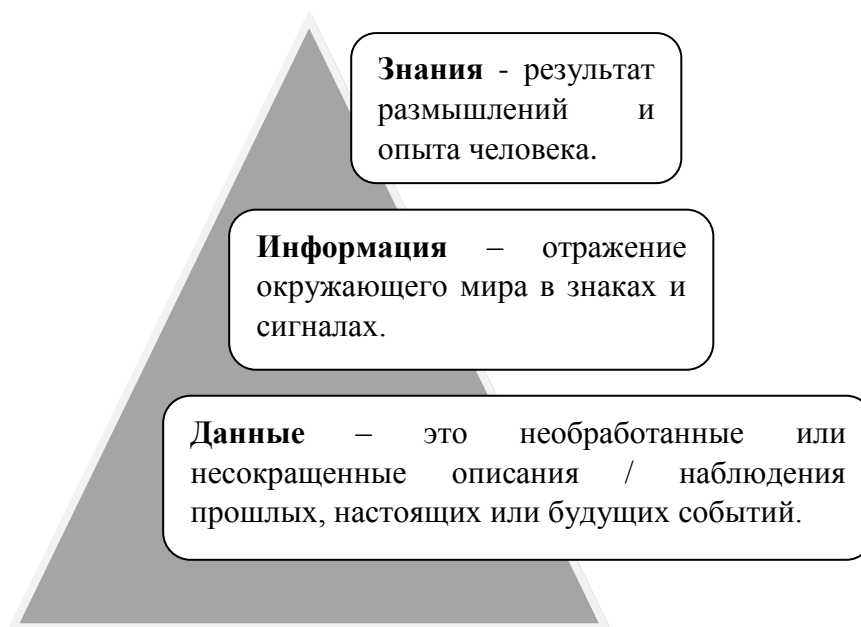 Знания - результат
размышлений и
опыта человека.
Информация – отражение
окружающего мира в знаках и
сигналах.
Данные – это необработанные или
несокращенные описания / наблюдения
прошлых, настоящих или будущих событий.